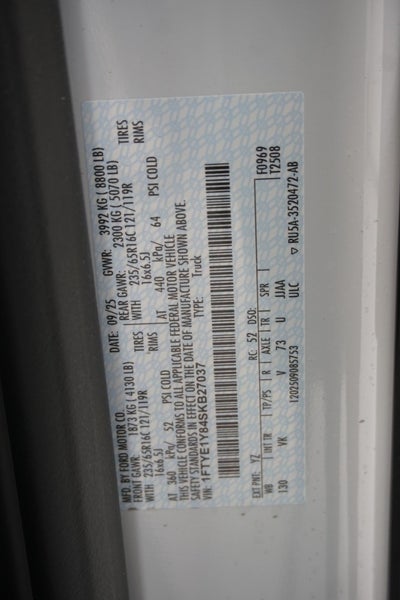 MFD. BY FORD MOTOR CO. DATE: 09/25 GVWR: 3992 KG ( 8800 LB)
FRONT GAWR: 1873 KG ( 4130 LB) REAR GAWR: 2300 KG ( 5070 LB)
WITH 235/65R16C 121/119R TIRES WITH 235/65R16C 121/119R TIRES
16x6.5J RIMS 16x6.5J RIMS
AT 360 kPa/ 52 PSI COLD AT 440 kPa/ 64 PSI COLD
THIS VEHICLE CONFORMS TO ALL APPLICABLE FEDERAL MOTOR VEHICLE
SAFETY STANDARDS IN EFFECT ON THE DATE OF MANUFACTURE SHOWN ABOVE.
VIN: 1FTYE1Y84SKB27037 TYPE: Truck
F0969
T2508
EXT PNT: YZ RC: 52 DSO:
WB INT TR TP/PS R AXLE TR SPR
130 VK V 73 U JJAA
ULC
1202509085753 ▽ RU5A-3520472-AB